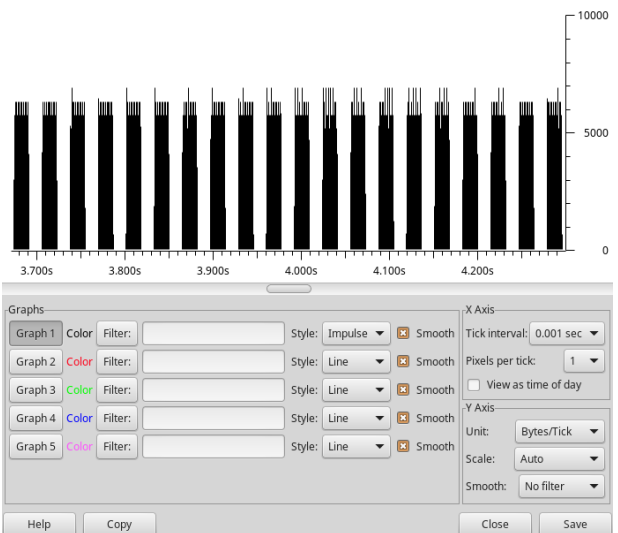 10000
5000
0
3.700s 3.800s 3.900s 4.000s 4.100s 4.200s
Graphs
Graph 1 Color Filter: Style: Impulse Smooth
Graph 2 Color Filter: Style: Line Smooth
Graph 3 Color Filter: Style: Line Smooth
Graph 4 Color Filter: Style: Line Smooth
Graph 5 Color Filter: Style: Line Smooth
X Axis
Tick interval: 0.001 sec
Pixels per tick: 1
View as time of day
Y Axis
Unit: Bytes/Tick
Scale: Auto
Smooth: No filter
Help Copy Close Save